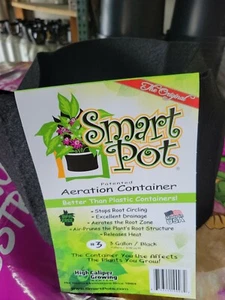 The Original
Smart
Pot
Patented
Aeration Container
Better Than Plastic Containers!
• Stops Root Circling
• Excellent Drainage
• Aerates the Root Zone
• Air-Prunes the Plant's Root Structure
• Releases Heat
#3
3 Gallon / Black
The Container You Use Affects
The Plants You Grow!
High Caliper
Growing